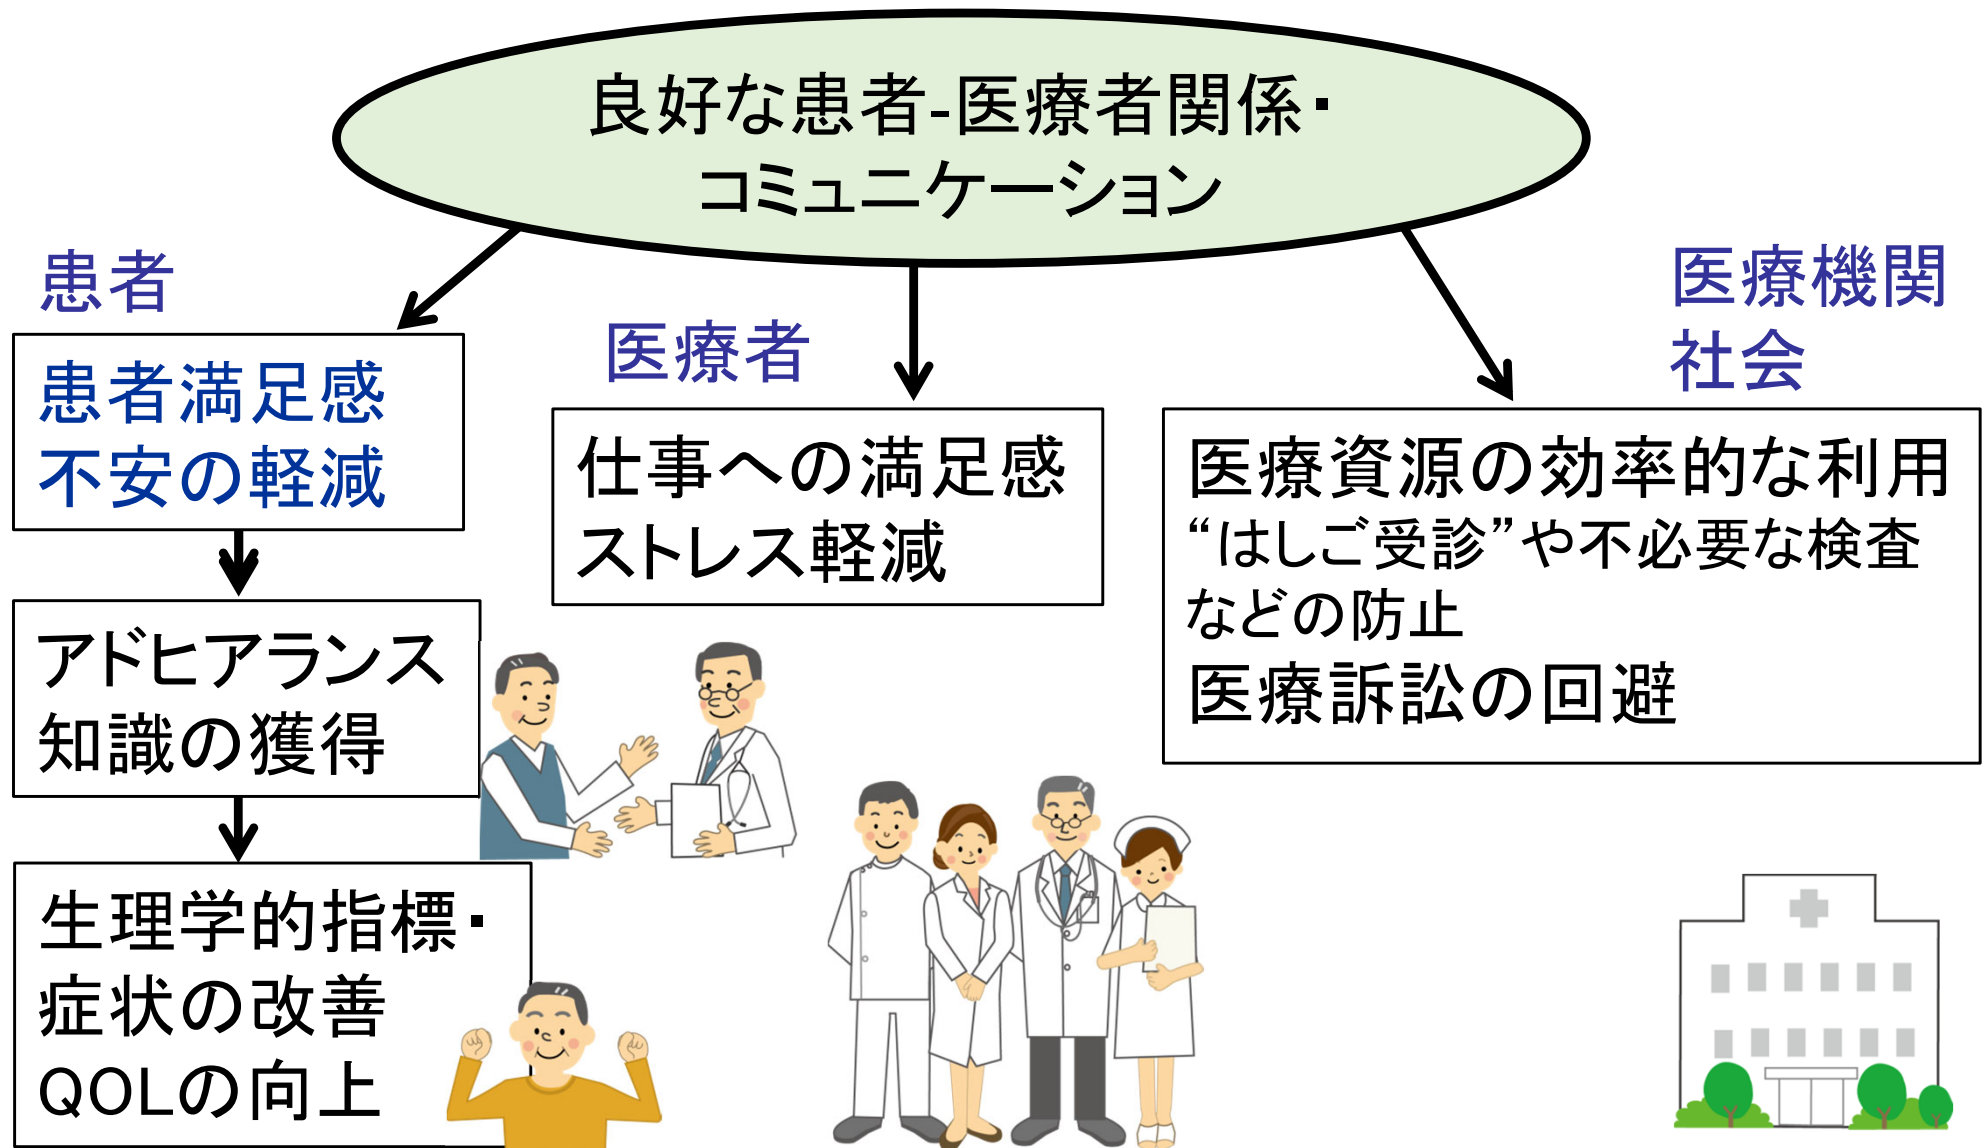 良好な患者-医療者関係・
コミュニケーション
患者
患者満足感
不安の軽減
アドヒアランス
知識の獲得
生理学的指標・
症状の改善
QOLの向上
医療者
仕事への満足感
ストレス軽減
医療機関
社会
医療資源の効率的な利用
“はしご受診”や不必要な検査
などの防止
医療訴訟の回避